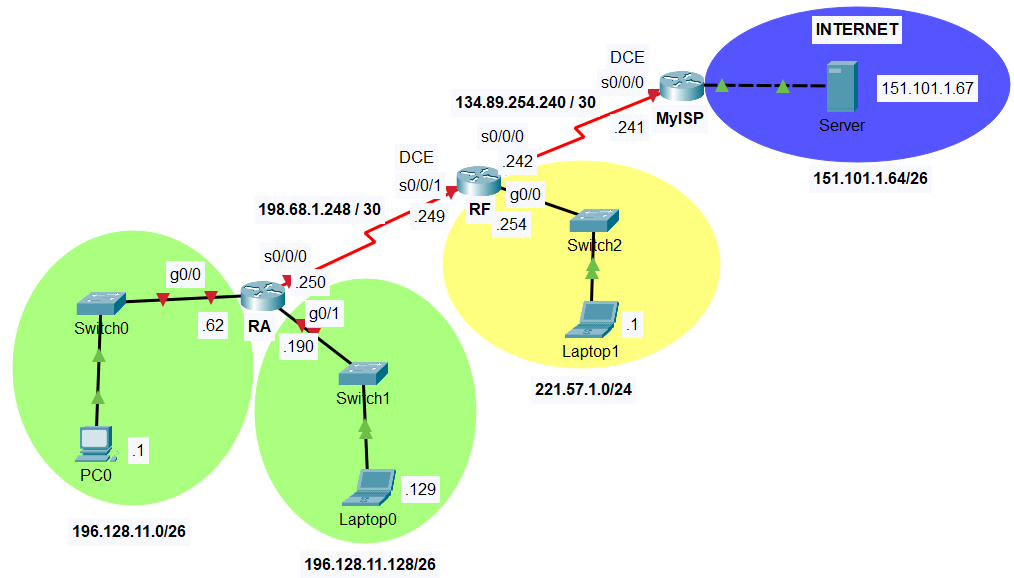 INTERNET
DCE
s0/0/0
134.89.254.240 / 30
151.101.1.67
MyISP
.241
Server
s0/0/0
DCE
.242
151.101.1.64/26
s0/0/1
g0/0
198.68.1.248 / 30
RF
.249
.254
Switch2
s0/0/0
g0/0
.250
g0/1
.62
RA
.1
Switch0
.190
Laptop1
221.57.1.0/24
Switch1
.1
PC0
.129
Laptop0
196.128.11.0/26
196.128.11.128/26